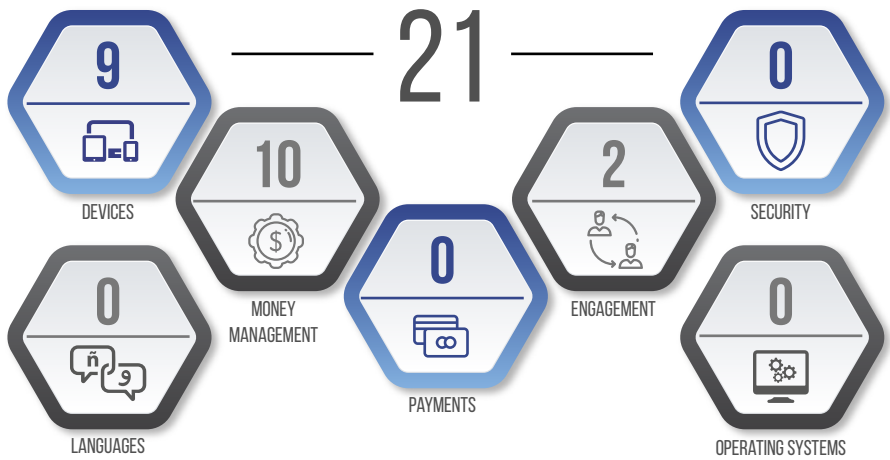 21
9
DEVICES
10
MONEY
MANAGEMENT
0
PAYMENTS
2
ENGAGEMENT
0
SECURITY
0
ñ
و
LANGUAGES
0
OPERATING SYSTEMS